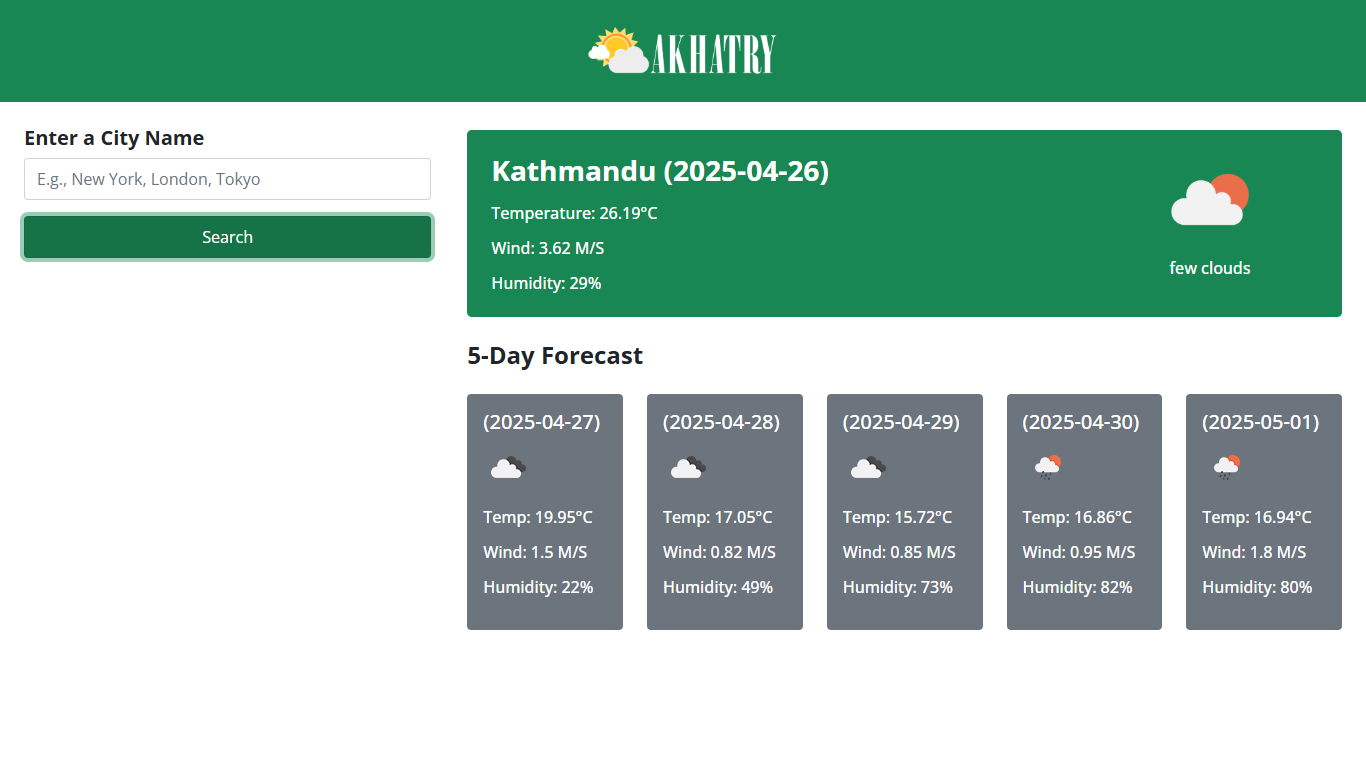 AKHATRY
Enter a City Name
E.g., New York, London, Tokyo
Search
Kathmandu (2025-04-26)
Temperature: 26.19°C
Wind: 3.62 M/S
Humidity: 29%
few clouds
5-Day Forecast
(2025-04-27)
Temp: 19.95°C
Wind: 1.5 M/S
Humidity: 22%
(2025-04-28)
Temp: 17.05°C
Wind: 0.82 M/S
Humidity: 49%
(2025-04-29)
Temp: 15.72°C
Wind: 0.85 M/S
Humidity: 73%
(2025-04-30)
Temp: 16.86°C
Wind: 0.95 M/S
Humidity: 82%
(2025-05-01)
Temp: 16.94°C
Wind: 1.8 M/S
Humidity: 80%